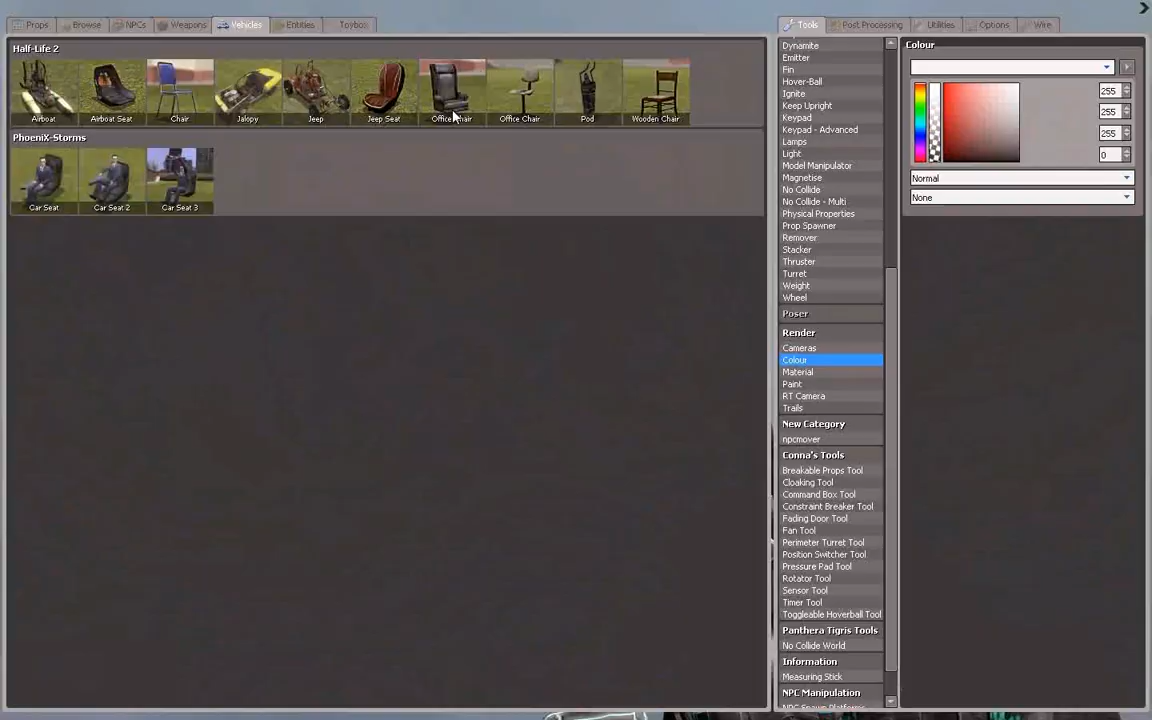 Props
Browse
NPCs
Weapons
Vehicles
Entities
Toybox
Half-Life 2
Airboat
Airboat Seat
Chair
Jalopy
Jeep
Jeep Seat
Office Chair
Office Chair
Pod
Wooden Chair
PhoeniX-Storms
Car Seat
Car Seat 2
Car Seat 3
Tools
Post Processing
Utilities
Options
Wire
Dynamite
Emitter
Fin
Hover-Ball
Ignite
Keep Upright
Keypad
Keypad - Advanced
Lamps
Light
Model Manipulator
Magnetise
No Collide
No Collide - Multi
Physical Properties
Prop Spawner
Remover
Stacker
Thruster
Turret
Weight
Wheel
Poser
Render
Cameras
Colour
Material
Paint
RT Camera
Trails
New Category
npcmover
Conna's Tools
Breakable Props Tool
Cloaking Tool
Command Box Tool
Constraint Breaker Tool
Fading Door Tool
Fan Tool
Perimeter Turret Tool
Position Switcher Tool
Pressure Pad Tool
Rotator Tool
Sensor Tool
Timer Tool
Toggleable Hoverball Tool
Panthera Tigris Tools
No Collide World
Information
Measuring Stick
NPC Manipulation
NPC Spawn Platforms
Colour
255
255
255
0
Normal
None